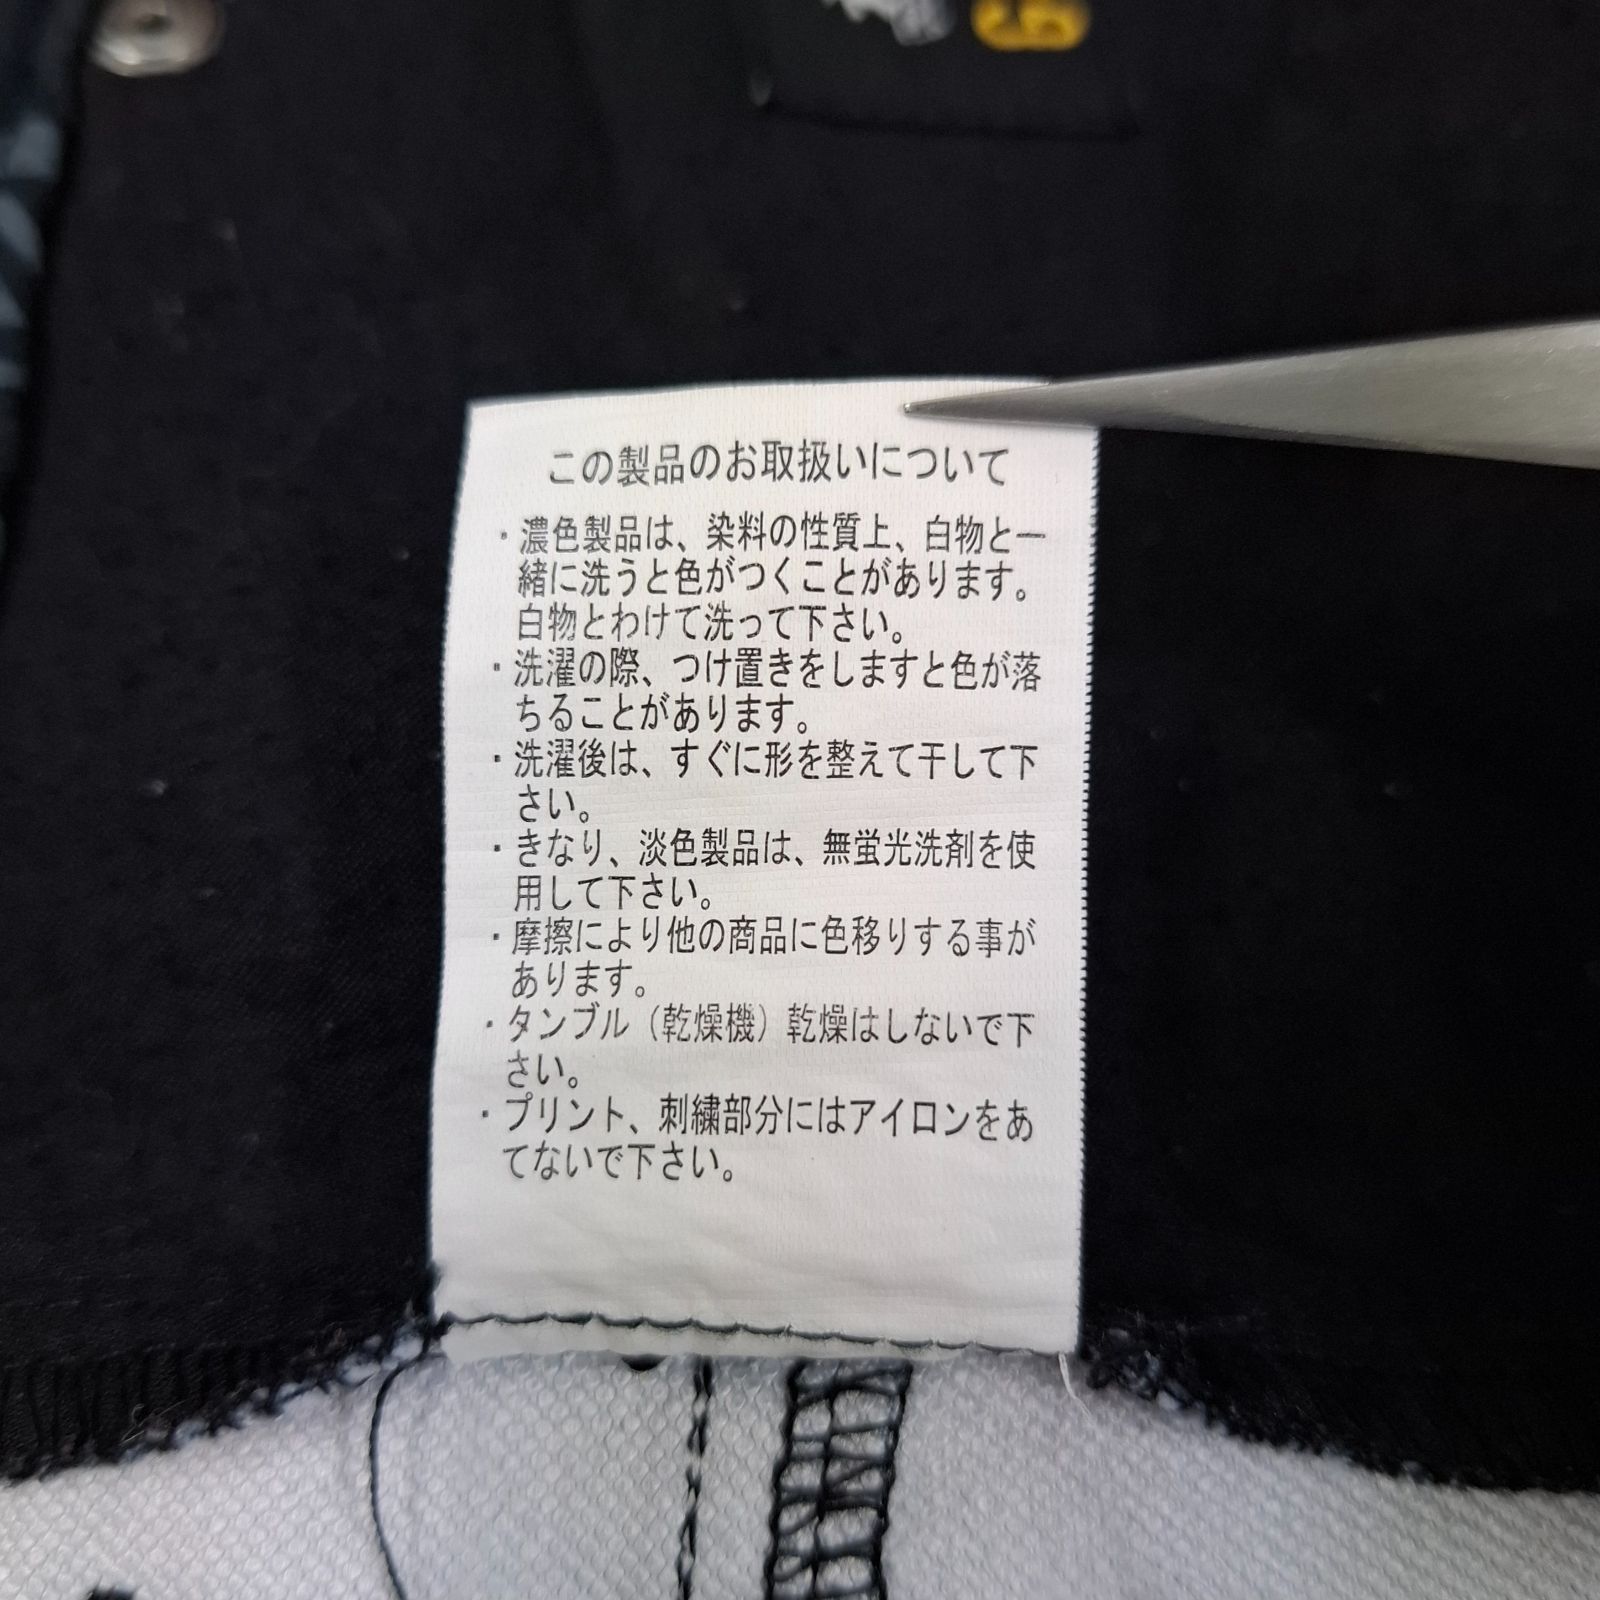 この製品のお取扱いについて
・濃色製品は、染料の性質上、白物と一
緒に洗うと色がつくことがあります。
白物とわけて洗って下さい。
・洗濯の際、つけ置きをしますと色が落
ちることがあります。
・洗濯後は、すぐに形を整えて干して下
さい。
・きなり、淡色製品は、無蛍光洗剤を使
用して下さい。
・摩擦により他の商品に色移りする事が
あります。
・タンブル（乾燥機）乾燥はしないで下
さい。
・プリント、刺繍部分にはアイロンをあ
てないで下さい。